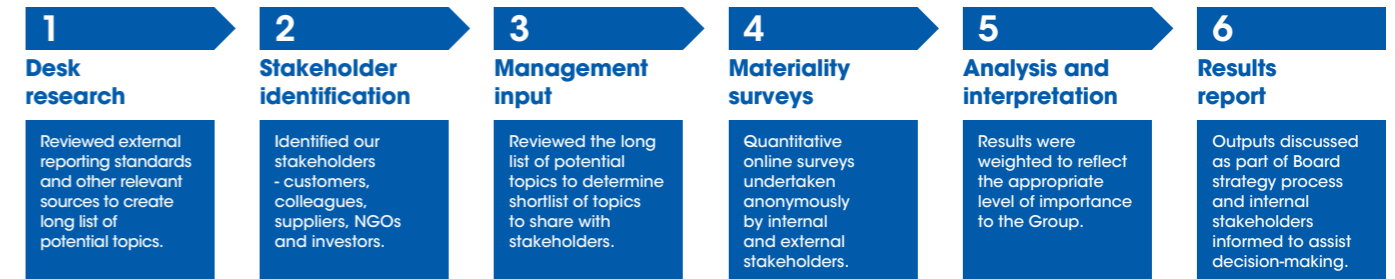 1
Desk
research
Reviewed external
reporting standards
and other relevant
sources to create
long list of
potential topics.
2
Stakeholder
identification
Identified our
stakeholders
- customers,
colleagues,
suppliers, NGOs
and investors.
3
Management
input
Reviewed the long
list of potential
topics to determine
shortlist of topics
to share with
stakeholders.
4
Materiality
surveys
Quantitative
online surveys
undertaken
anonymously
by internal
and external
stakeholders.
5
Analysis and
interpretation
Results were
weighted to reflect
the appropriate
level of importance
to the Group.
6
Results
report
Outputs discussed
as part of Board
strategy process
and internal
stakeholders
informed to assist
decision-making.